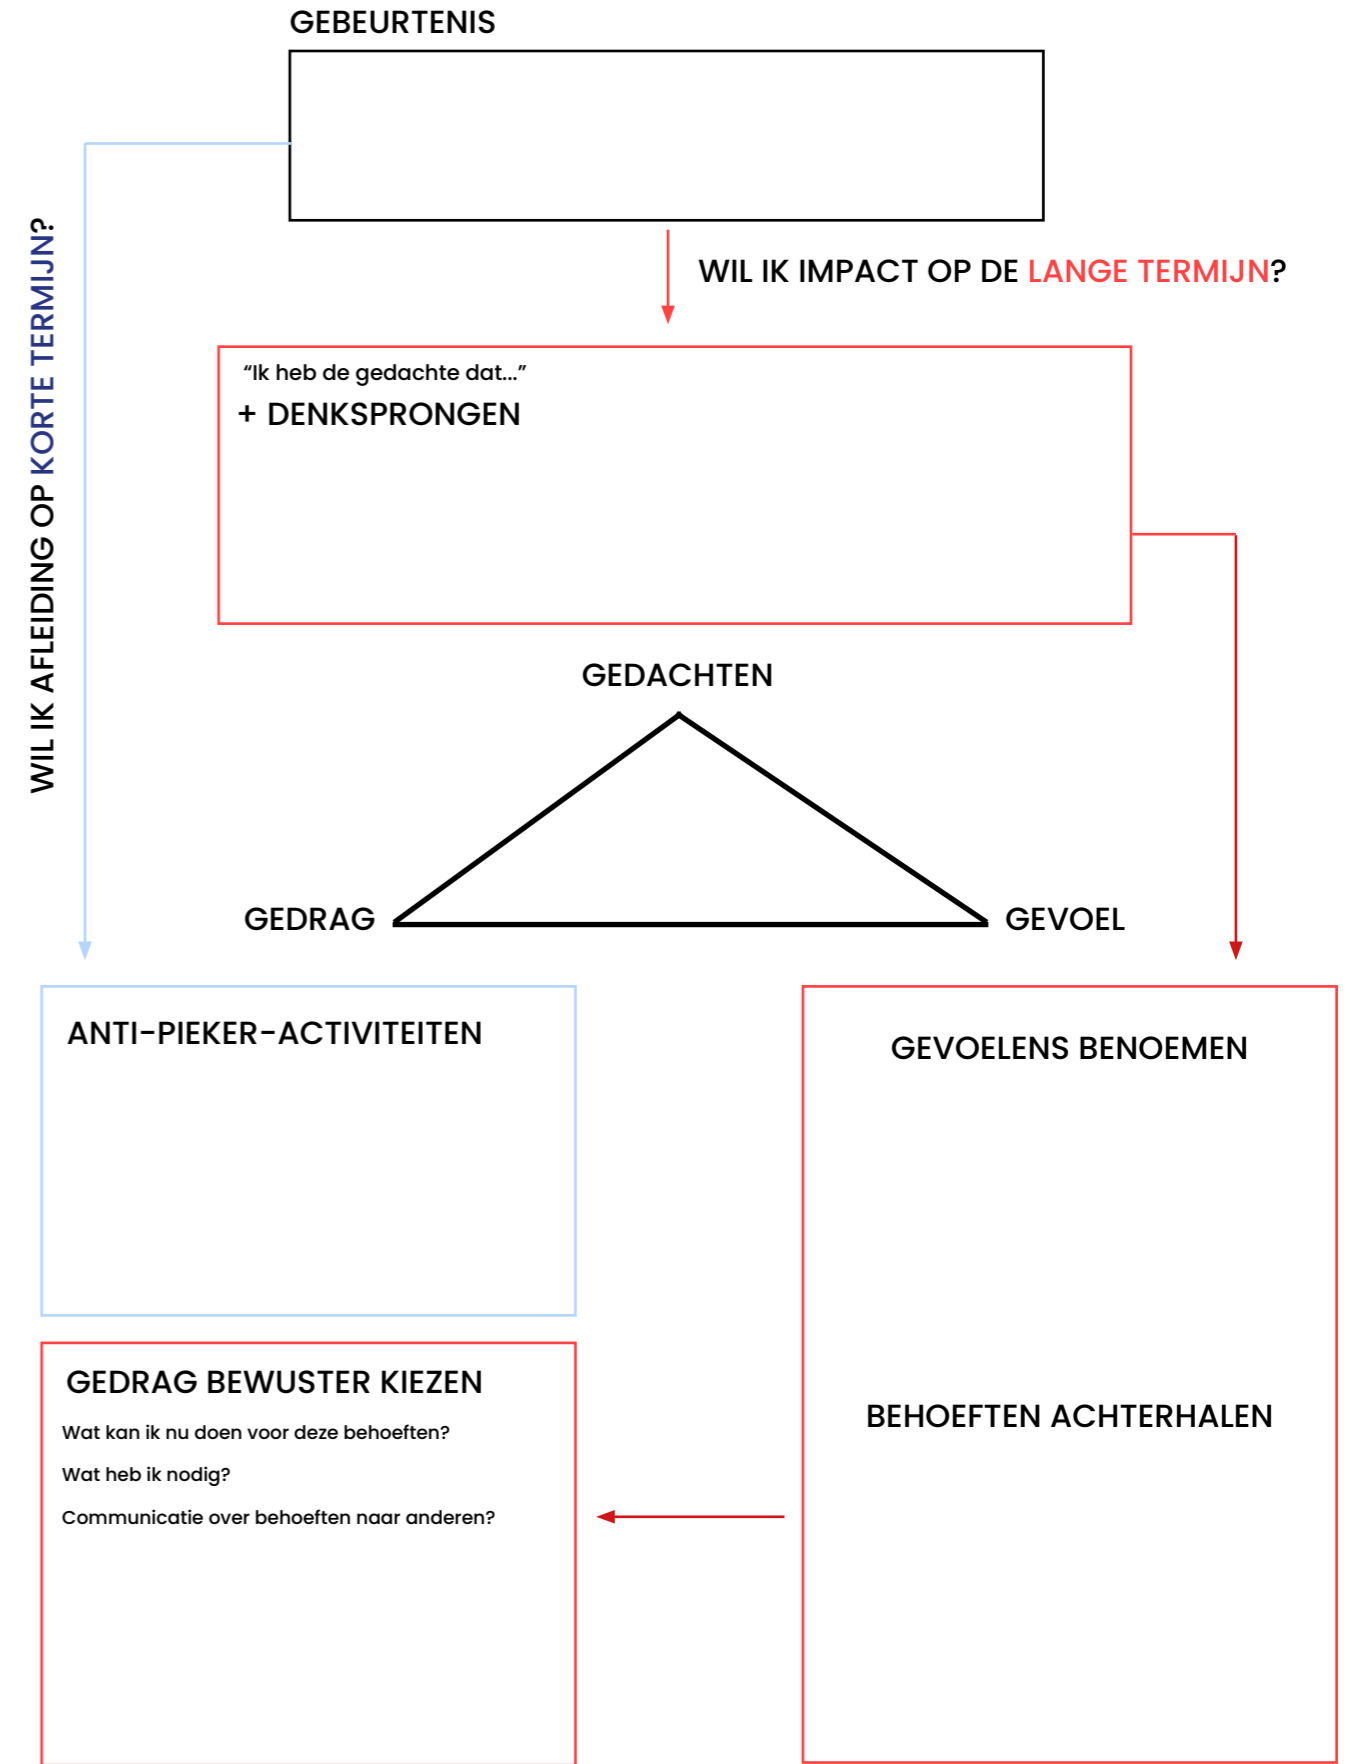 GEBEURTENIS
WIL IK AFLEIDING OP KORTE TERMIJN?
WIL IK IMPACT OP DE LANGE TERMIJN?
“Ik heb de gedachte dat...”
+ DENKSPRONGEN
GEDACHTEN
GEDRAG
GEVOEL
ANTI-PIEKER-ACTIVITEITEN
GEVOELENS BENOEMEN
GEDRAG BEWUSTER KIEZEN
Wat kan ik nu doen voor deze behoeften?
Wat heb ik nodig?
Communicatie over behoeften naar anderen?
BEHOEFTEN ACHTERHALEN